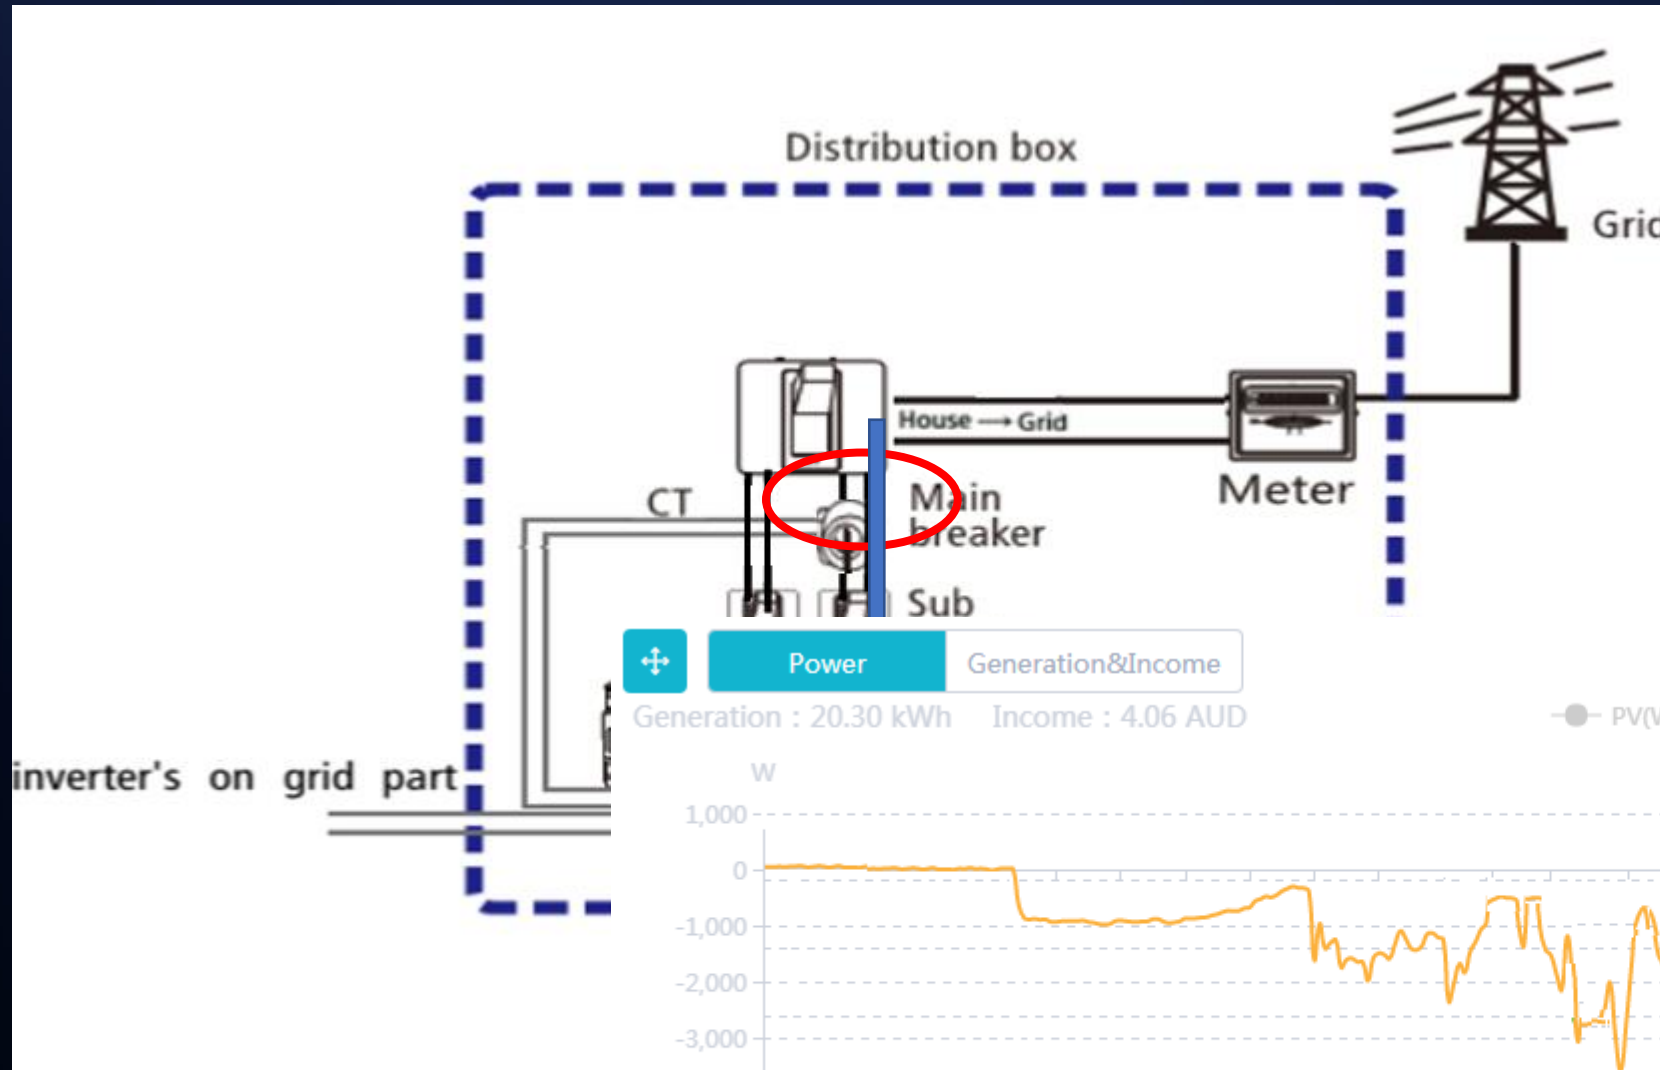 Distribution box
Grid
House → Grid
Meter
CT
Main
breaker
Sub
Power
Generation&Income
Generation : 20.30 kWh
Income : 4.06 AUD
PV(W
inverter's on grid part
W
1,000
0
-1,000
-2,000
-3,000